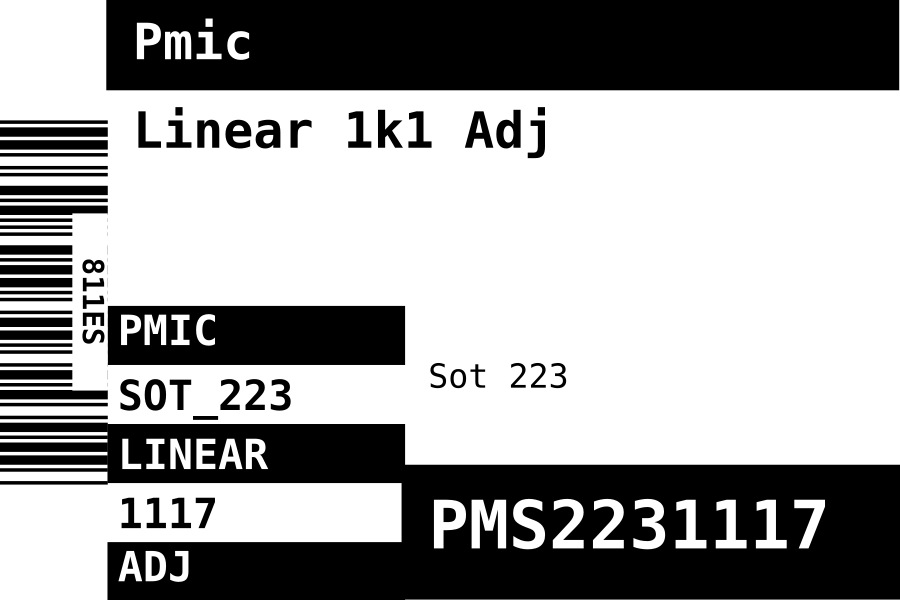 Pmic
Linear 1k1 Adj
811ES
PMIC
SOT_223
LINEAR
1117
ADJ
Sot 223
PMS2231117